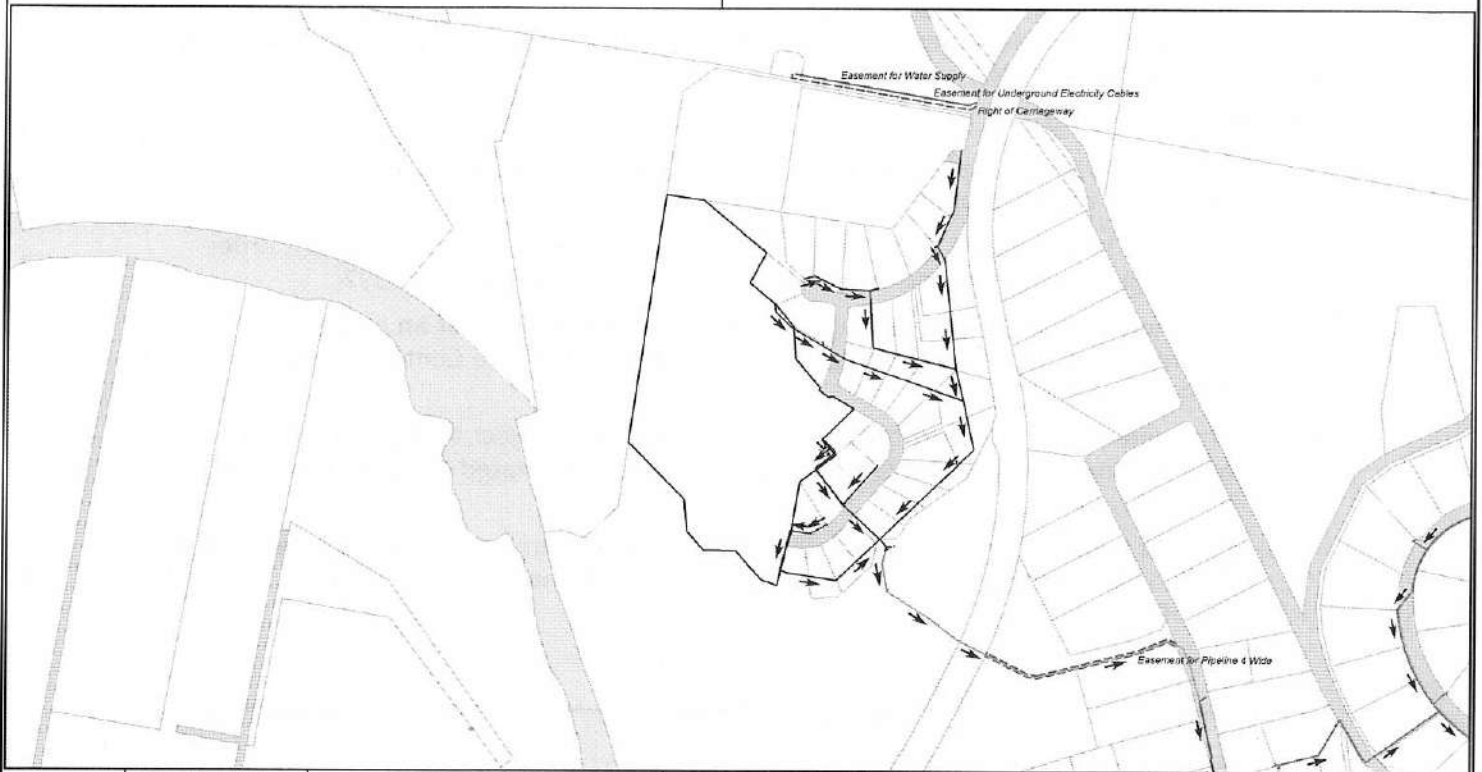 Easement for Water Supply
Easement for Underground Electricity Cables
Right of Carriageway
Easement for Pipeline 4 Wide